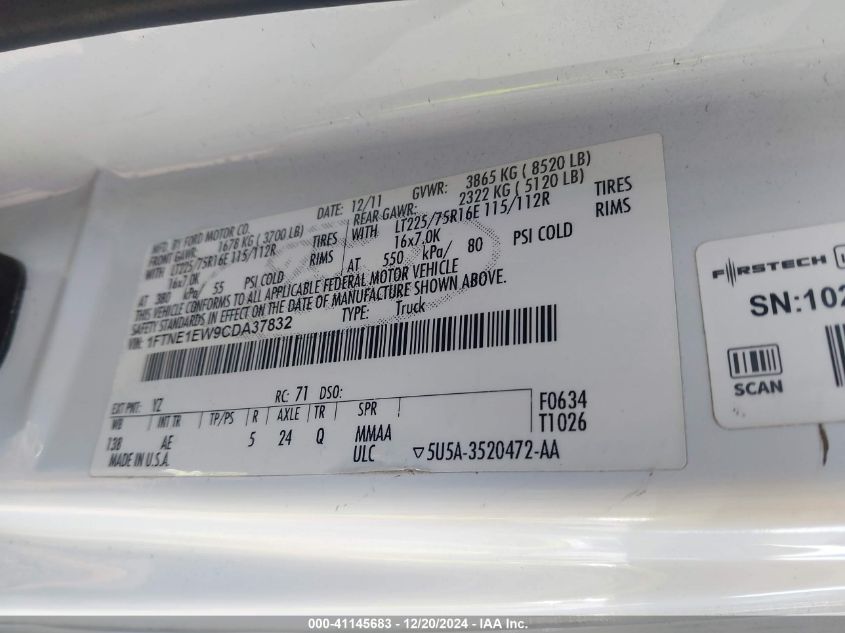 MFD. BY FORD MOTOR CO.
DATE: 12/11 GVWR: 3865 KG ( 8520 LB)
FRONT GAWR: 1678 KG ( 3700 LB) REAR GAWR: 2322 KG ( 5120 LB)
WITH LT225/75R16E 115/112R TIRES WITH LT225/75R16E 115/112R TIRES
16x7.0K RIMS 16x7.0K RIMS
AT 380 kPa/ 55 PSI COLD AT 550 kPa/ 80 PSI COLD
THIS VEHICLE CONFORMS TO ALL APPLICABLE FEDERAL MOTOR VEHICLE
SAFETY STANDARDS IN EFFECT ON THE DATE OF MANUFACTURE SHOWN ABOVE.
VIN: 1FTNE1EW9CDA37832 TYPE: Truck
EXT PNT: YZ RC: 71 DSO:
WB INT TR TP/PS R AXLE TR SPR F0634
138 AE 5 24 Q MMAA T1026
MADE IN U.S.A. ULC ▽5U5A-3520472-AA
FIRSTECH
SN:102
SCAN
000-41145683 - 12/20/2024 - IAA Inc.